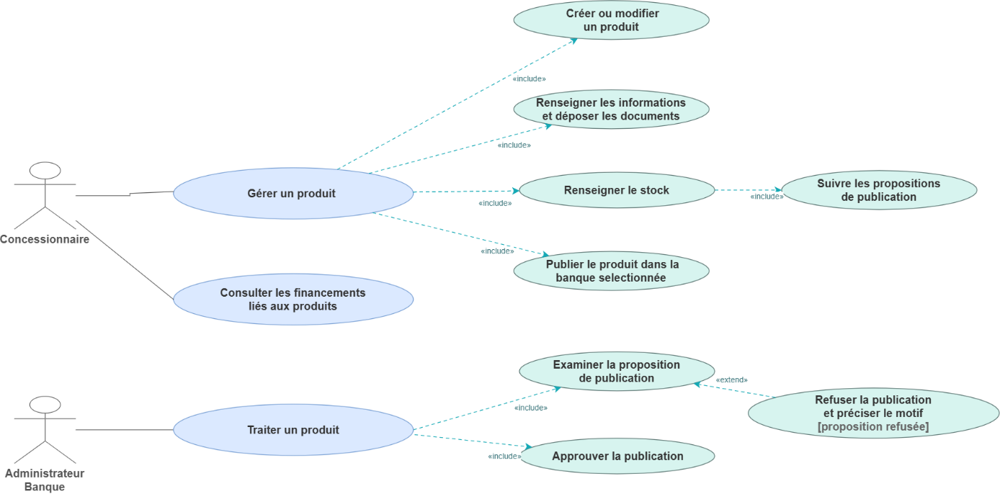 Créer ou modifier
un produit
«include»
Renseigner les informations
et déposer les documents
«include»
Gérer un produit
Renseigner le stock
«include»
Suivre les propositions
de publication
«include»
Concessionnaire
«include»
Publier le produit dans la
banque selectionnée
Consulter les financements
liés aux produits
Examiner la proposition
de publication
«extend»
Refuser la publication
et préciser le motif
[proposition refusée]
«include»
Traiter un produit
«include»
Approuver la publication
Administrateur
Banque